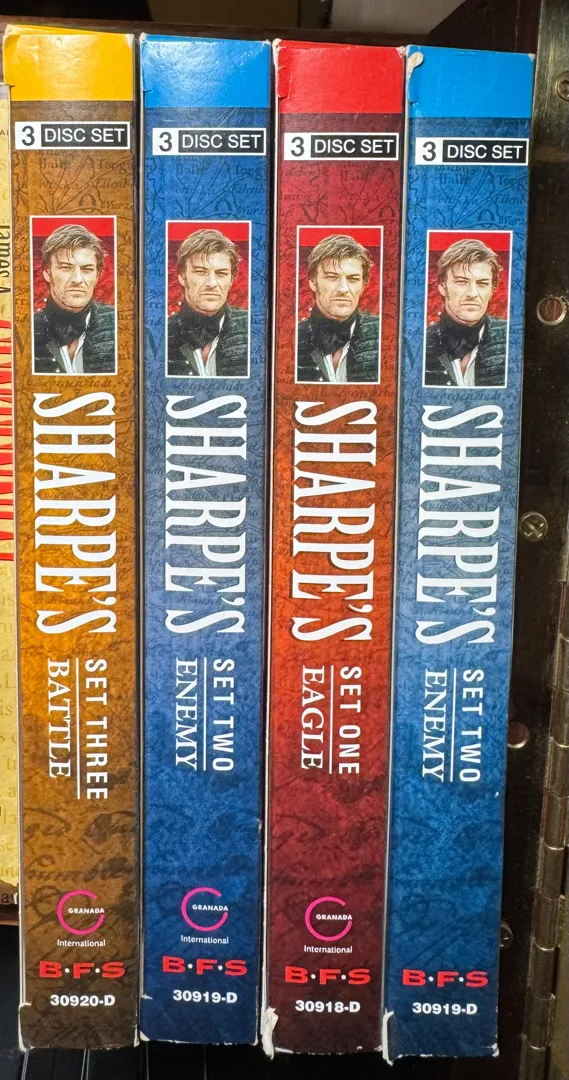 3 DISC SET
SHARPE'S
SET THREE
BATTLE
GRANADA
International
B·F·S
30920-D
3 DISC SET
SHARPE'S
SET TWO
ENEMY
GRANADA
International
B·F·S
30919-D
3 DISC SET
SHARPE'S
SET ONE
EAGLE
GRANADA
International
B·F·S
30918-D
3 DISC SET
SHARPE'S
SET TWO
ENEMY
B·F·S
30919-D